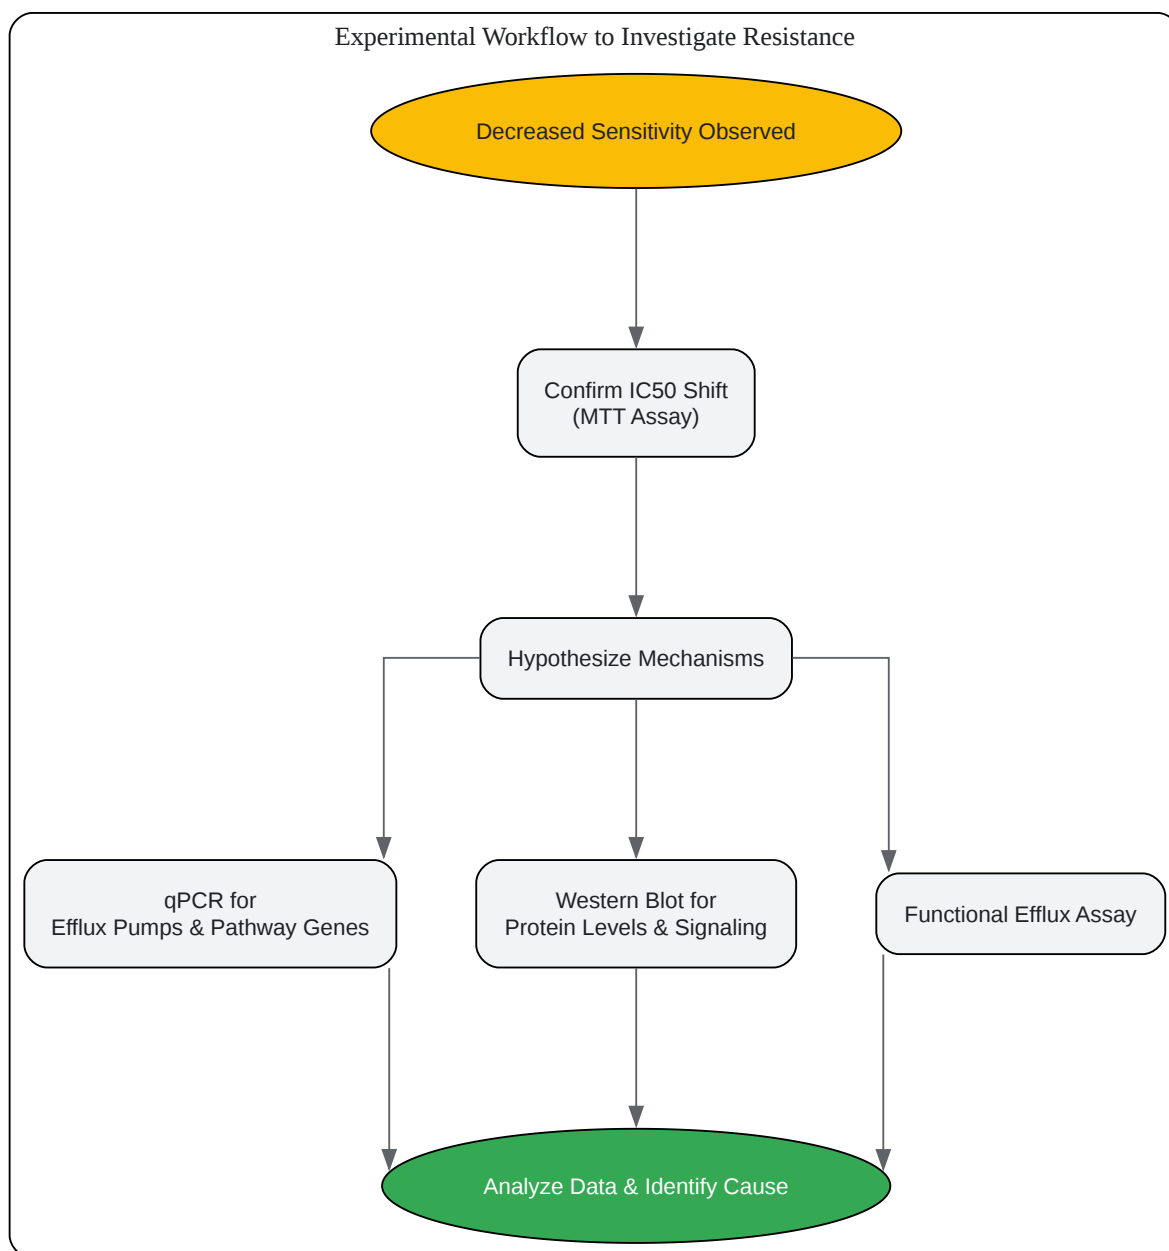 Experimental Workflow to Investigate Resistance
Decreased Sensitivity Observed
Confirm IC50 Shift
(MTT Assay)
Hypothesize Mechanisms
qPCR for
Efflux Pumps & Pathway Genes
Western Blot for
Protein Levels & Signaling
Functional Efflux Assay
Analyze Data & Identify Cause